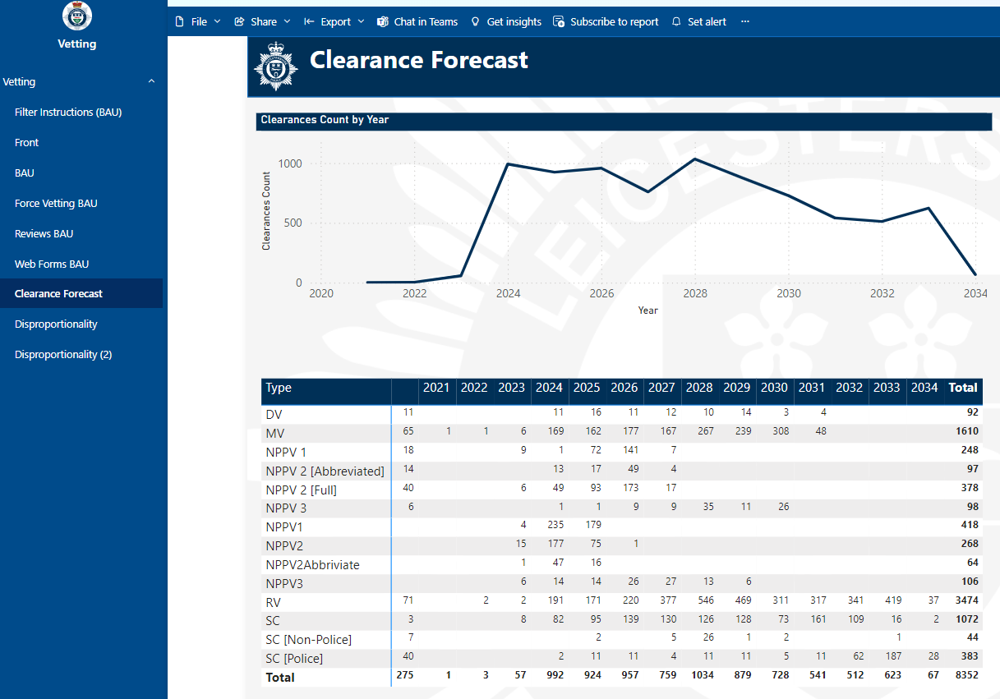 Vetting
File Share Export Chat in Teams Get insights Subscribe to report Set alert ...
Vetting
Filter Instructions (BAU)
Front
BAU
Force Vetting BAU
Reviews BAU
Web Forms BAU
Clearance Forecast
Disproportionality
Disproportionality (2)
Clearance Forecast
Clearances Count by Year
Clearances Count
1000
500
0
2020 2022 2024 2026 2028 2030 2032 2034
Year
LEICESTERS
Type 2021 2022 2023 2024 2025 2026 2027 2028 2029 2030 2031 2032 2033 2034 Total
DV 11 11 16 11 12 10 14 3 4 92
MV 65 1 1 6 169 162 177 167 267 239 308 48 1610
NPPV 1 18 9 1 72 141 7 248
NPPV 2 [Abbreviated] 14 13 17 49 4 97
NPPV 2 [Full] 40 6 49 93 173 17 378
NPPV 3 6 1 1 9 9 35 11 26 98
NPPV1 4 235 179 418
NPPV2 15 177 75 1 268
NPPV2Abbriviate 1 47 16 64
NPPV3 6 14 14 26 27 13 6 106
RV 71 2 2 191 171 220 377 546 469 311 317 341 419 37 3474
SC 3 8 82 95 139 130 126 128 73 161 109 16 2 1072
SC [Non-Police] 7 2 5 26 1 2 1 44
SC [Police] 40 2 11 11 4 11 11 5 11 62 187 28 383
Total 275 1 3 57 992 924 957 759 1034 879 728 541 512 623 67 8352